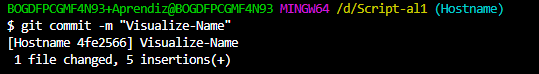 BOGDFPCGMF4N93+Aprendiz@BOGDFPCGMF4N93 MINGW64 /d/Script-al1 (Hostname)
$ git commit -m "Visualize-Name"
[Hostname 4fe2566] Visualize-Name
 1 file changed, 5 insertions(+)